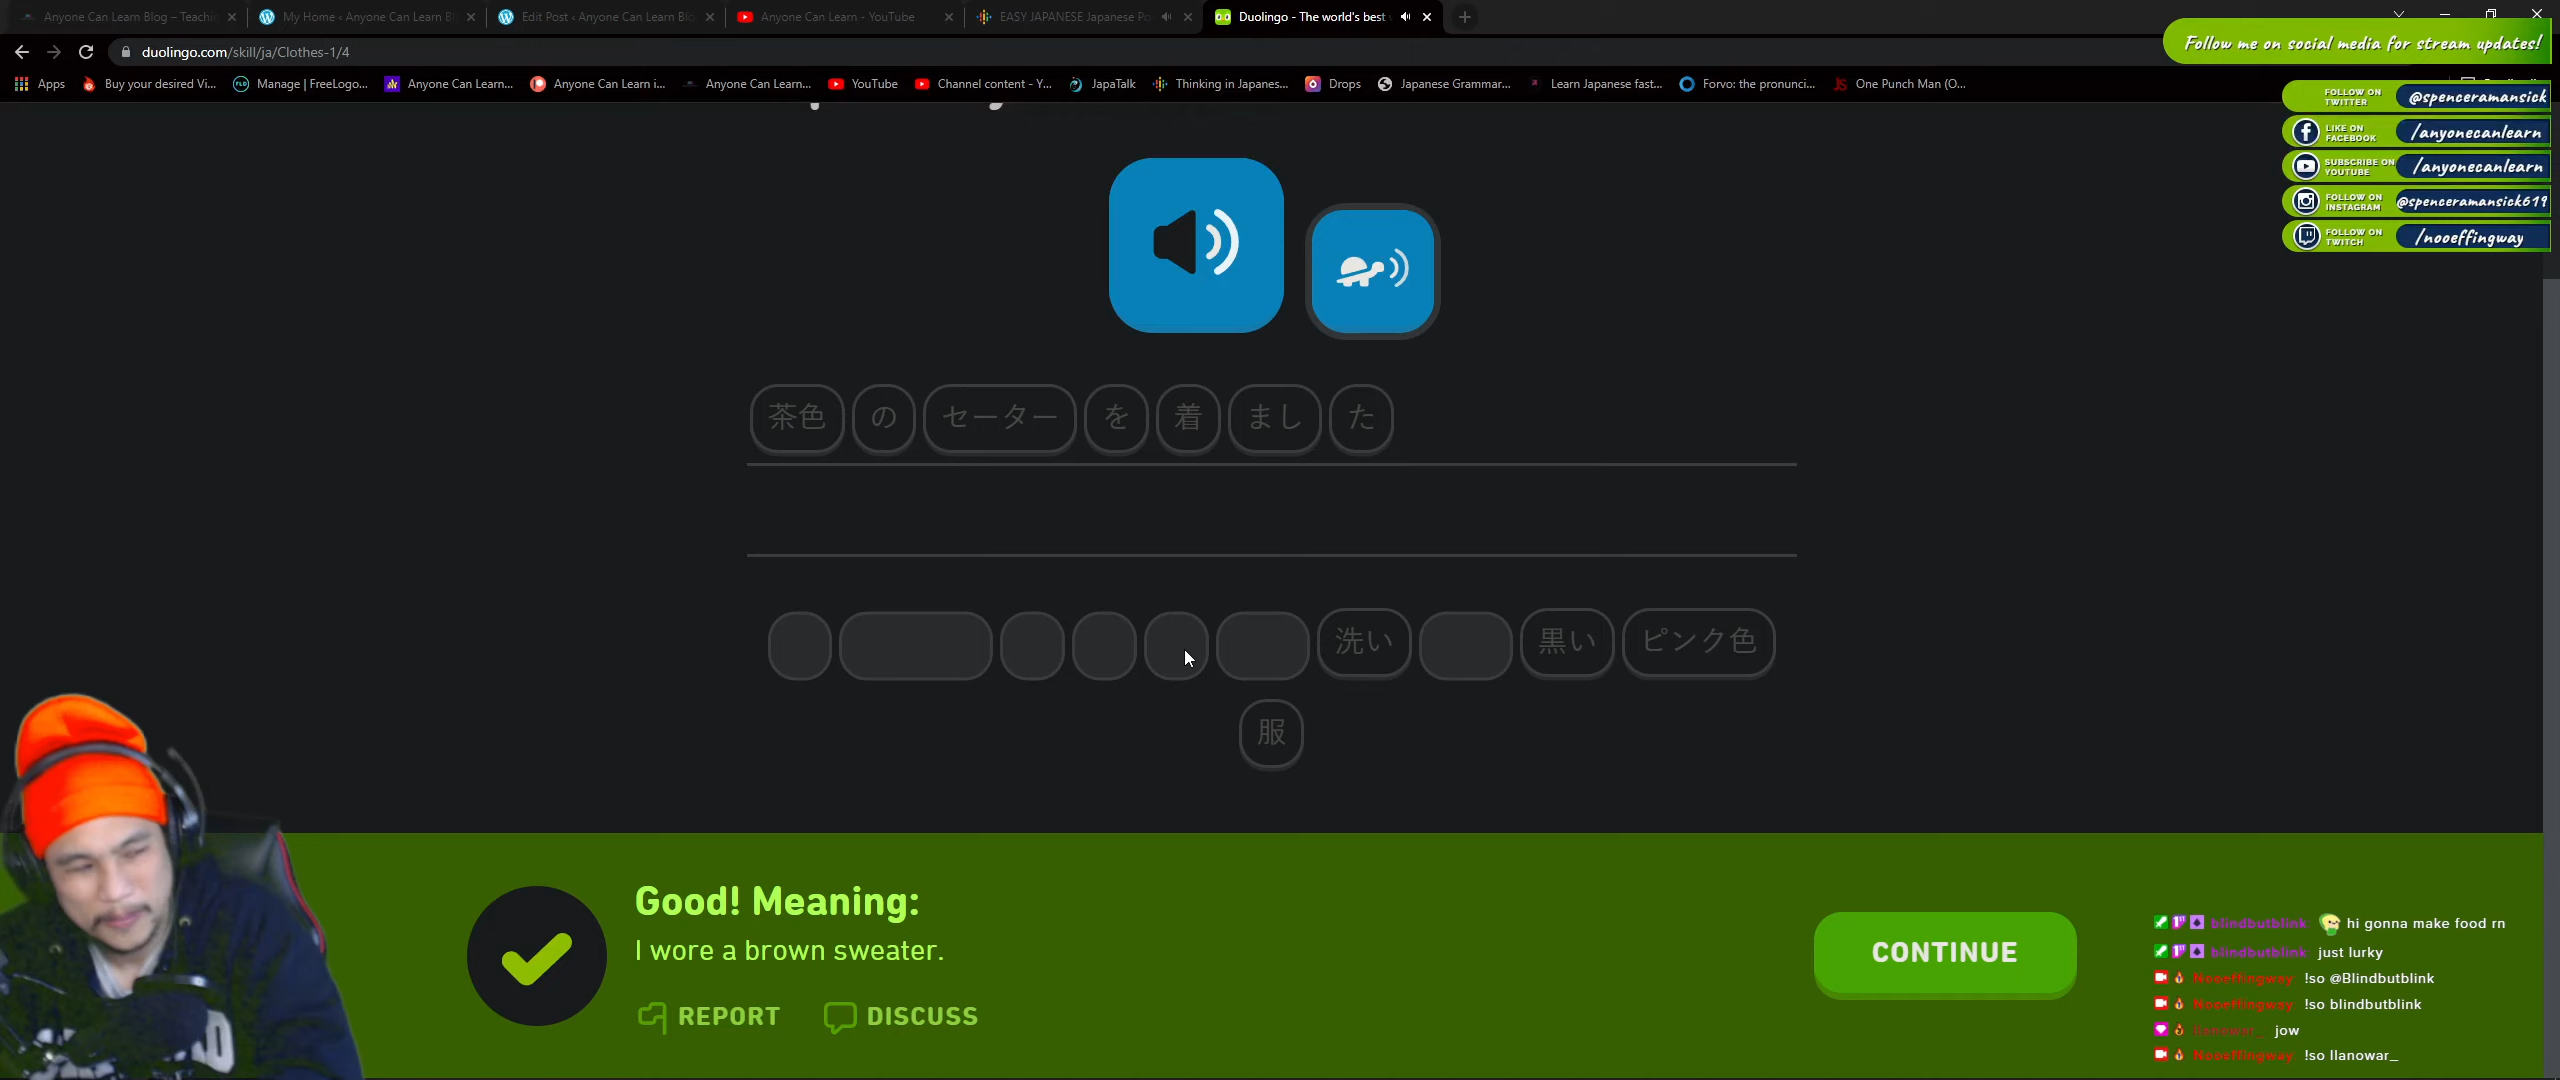 Anyone Can Learn Blog – Teachin
My Home ‹ Anyone Can Learn Bl
Edit Post ‹ Anyone Can Learn Blo
Anyone Can Learn - YouTube
EASY JAPANESE Japanese Po
Duolingo - The world's best
duolingo.com/skill/ja/Clothes-1/4
Follow me on social media for stream updates!
Apps
Buy your desired Vi...
Manage | FreeLogo...
Anyone Can Learn...
Anyone Can Learn i...
Anyone Can Learn...
YouTube
Channel content - Y...
JapaTalk
Thinking in Japanes...
Drops
Japanese Grammar...
Learn Japanese fast...
Forvo: the pronunci...
One Punch Man (O...
FOLLOW ON TWITTER @spenceramansick
LIKE ON FACEBOOK /anyonecanlearn
SUBSCRIBE ON YOUTUBE /anyonecanlearn
FOLLOW ON INSTAGRAM @spenceramansick619
FOLLOW ON TWITCH /nooeffingway
茶色 の セーター を 着 まし た
洗い 黒い ピンク色
服
Good! Meaning:
I wore a brown sweater.
REPORT DISCUSS
CONTINUE
blindbutblink hi gonna make food rn
blindbutblink just lurky
Nooeffingway !so @Blindbutblink
Nooeffingway !so blindbutblink
llanowar_ jow
Nooeffingway !so llanowar_